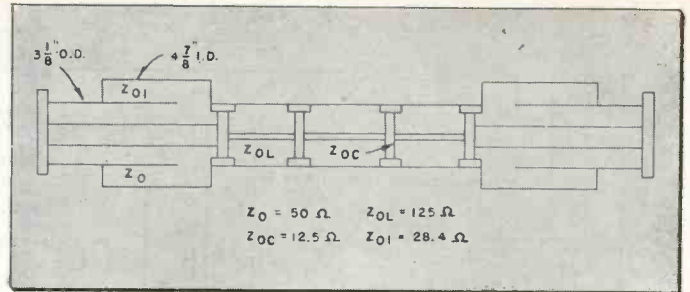 3 1/8" O.D.
4 7/8" I.D.
Z01
Z0L
Z0C
Z0
Z0 = 50 Ω Z0L = 125 Ω
Z0C = 12.5 Ω Z01 = 28.4 Ω